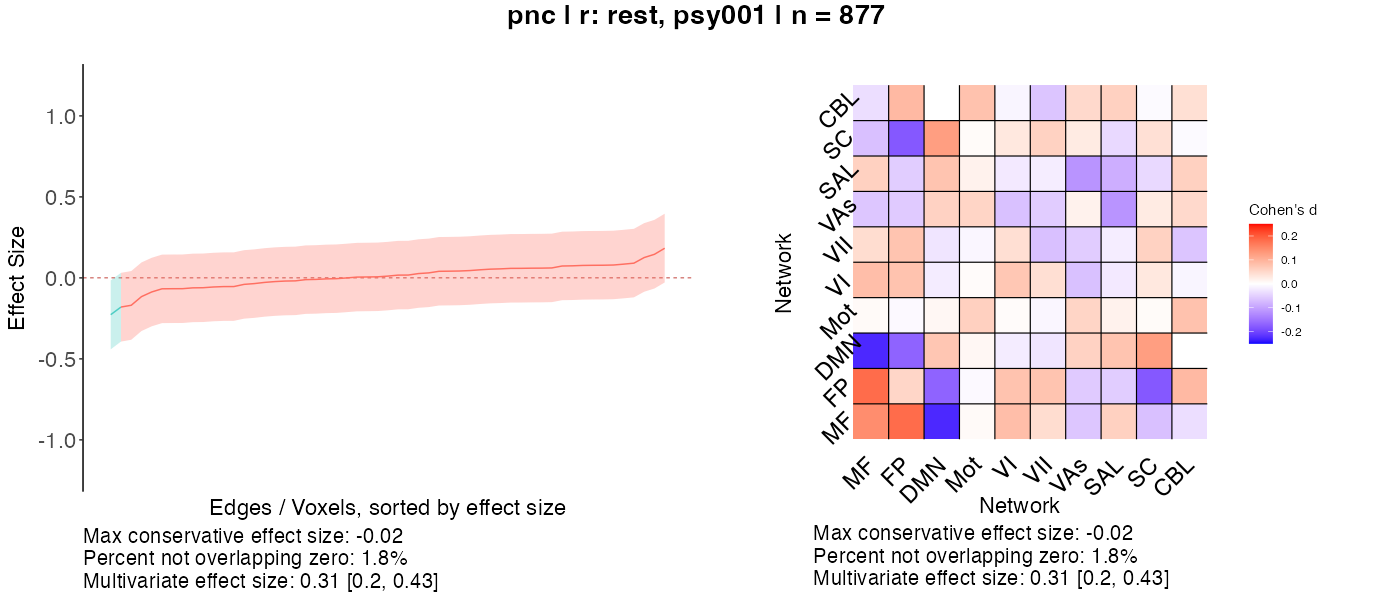 pnc | r: rest, psy001 | n = 877
Effect Size
1.0
0.5
0.0
-0.5
-1.0
Edges / Voxels, sorted by effect size
Max conservative effect size: -0.02
Percent not overlapping zero: 1.8%
Multivariate effect size: 0.31 [0.2, 0.43]
Network
CBL
SC
SAL
VAs
VII
VI
Mot
DMN
FP
MF
MF
FP
DMN
Mot
VI
VII
VAs
SAL
SC
CBL
Network
Max conservative effect size: -0.02
Percent not overlapping zero: 1.8%
Multivariate effect size: 0.31 [0.2, 0.43]
Cohen's d
0.2
0.1
0.0
-0.1
-0.2